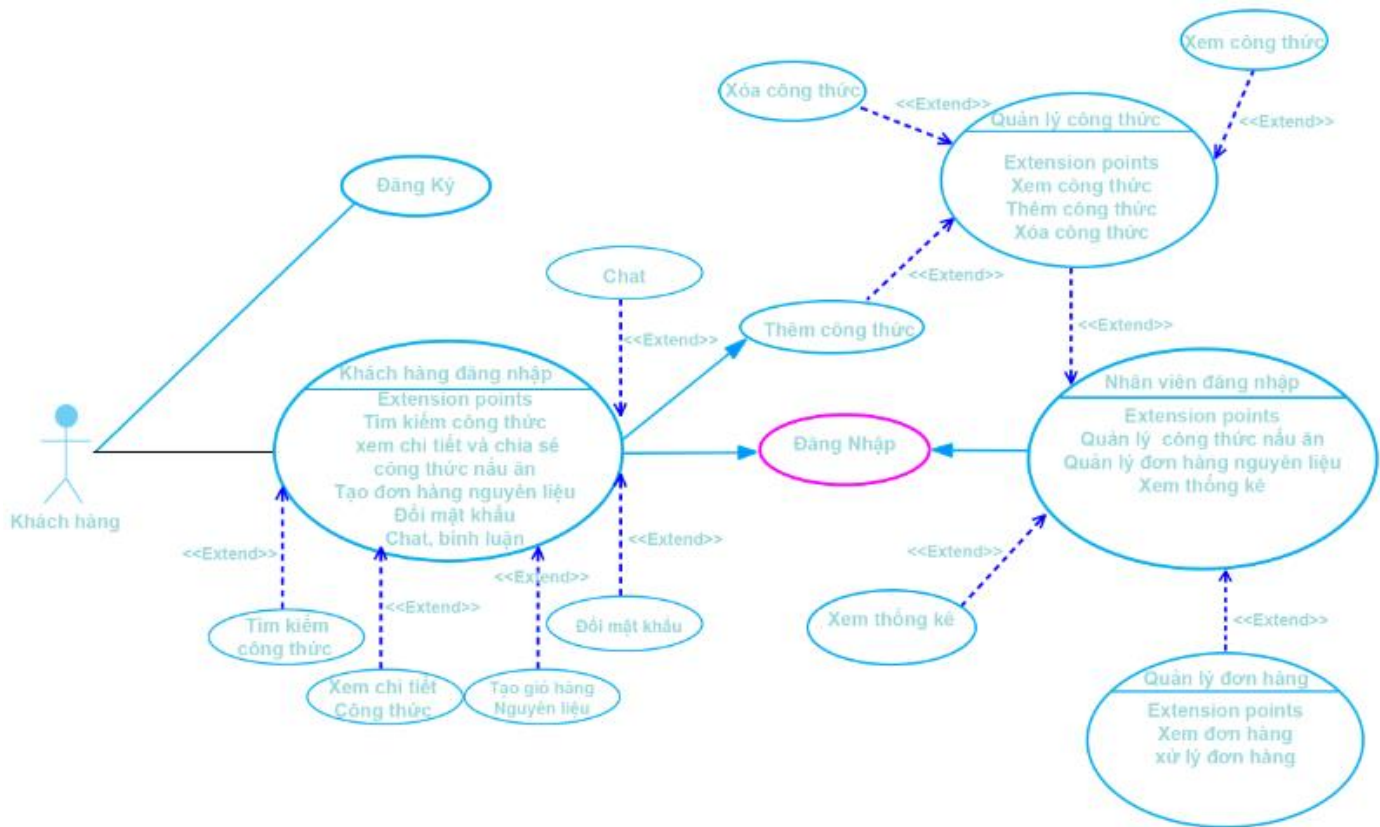 Xem công thức
Xóa công thức
<<Extend>>
<<Extend>>
Quản lý công thức
Extension points
Xem công thức
Thêm công thức
Xóa công thức
Đăng Ký
<<Extend>>
Chat
<<Extend>>
Thêm công thức
<<Extend>>
Khách hàng đăng nhập
Extension points
Tìm kiếm công thức
xem chi tiết và chia sẻ
công thức nấu ăn
Tạo đơn hàng nguyên liệu
Đổi mật khẩu
Chat, bình luận
Nhân viên đăng nhập
Extension points
Quản lý công thức nấu ăn
Quản lý đơn hàng nguyên liệu
Xem thống kê
Đăng Nhập
Khách hàng
<<Extend>>
<<Extend>>
<<Extend>>
<<Extend>>
<<Extend>>
<<Extend>>
Tìm kiếm
công thức
Đổi mật khẩu
Xem thống kê
Xem chi tiết
Công thức
Tạo giỏ hàng
Nguyên liệu
Quản lý đơn hàng
Extension points
Xem đơn hàng
xử lý đơn hàng